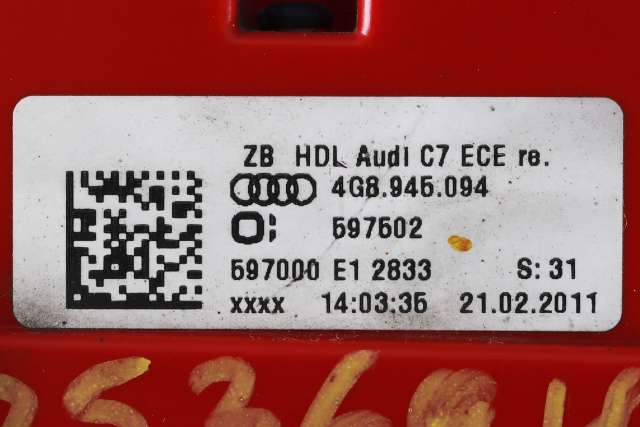 ZB HDL Audi C7 ECE re.
4G8.945.094
597502
597000 E1 2833 S: 31
xxxx 14:03:35 21.02.2011